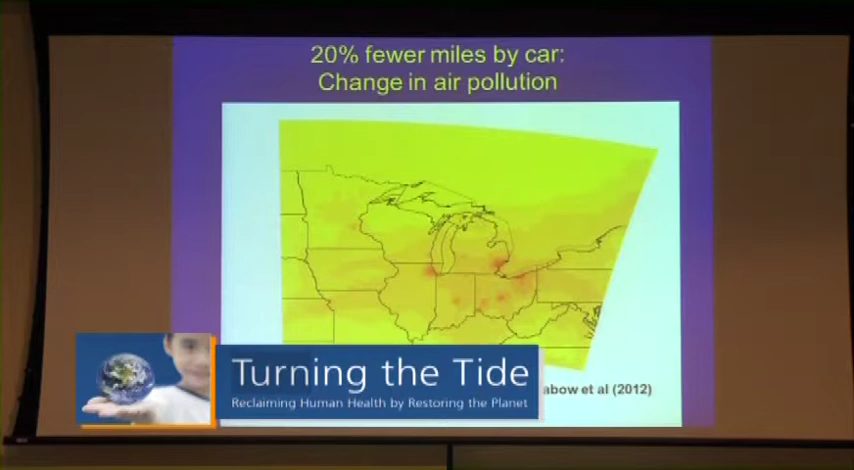 20% fewer miles by car:
Change in air pollution
Turning the Tide
Reclaiming Human Health by Restoring the Planet
et al (2012)